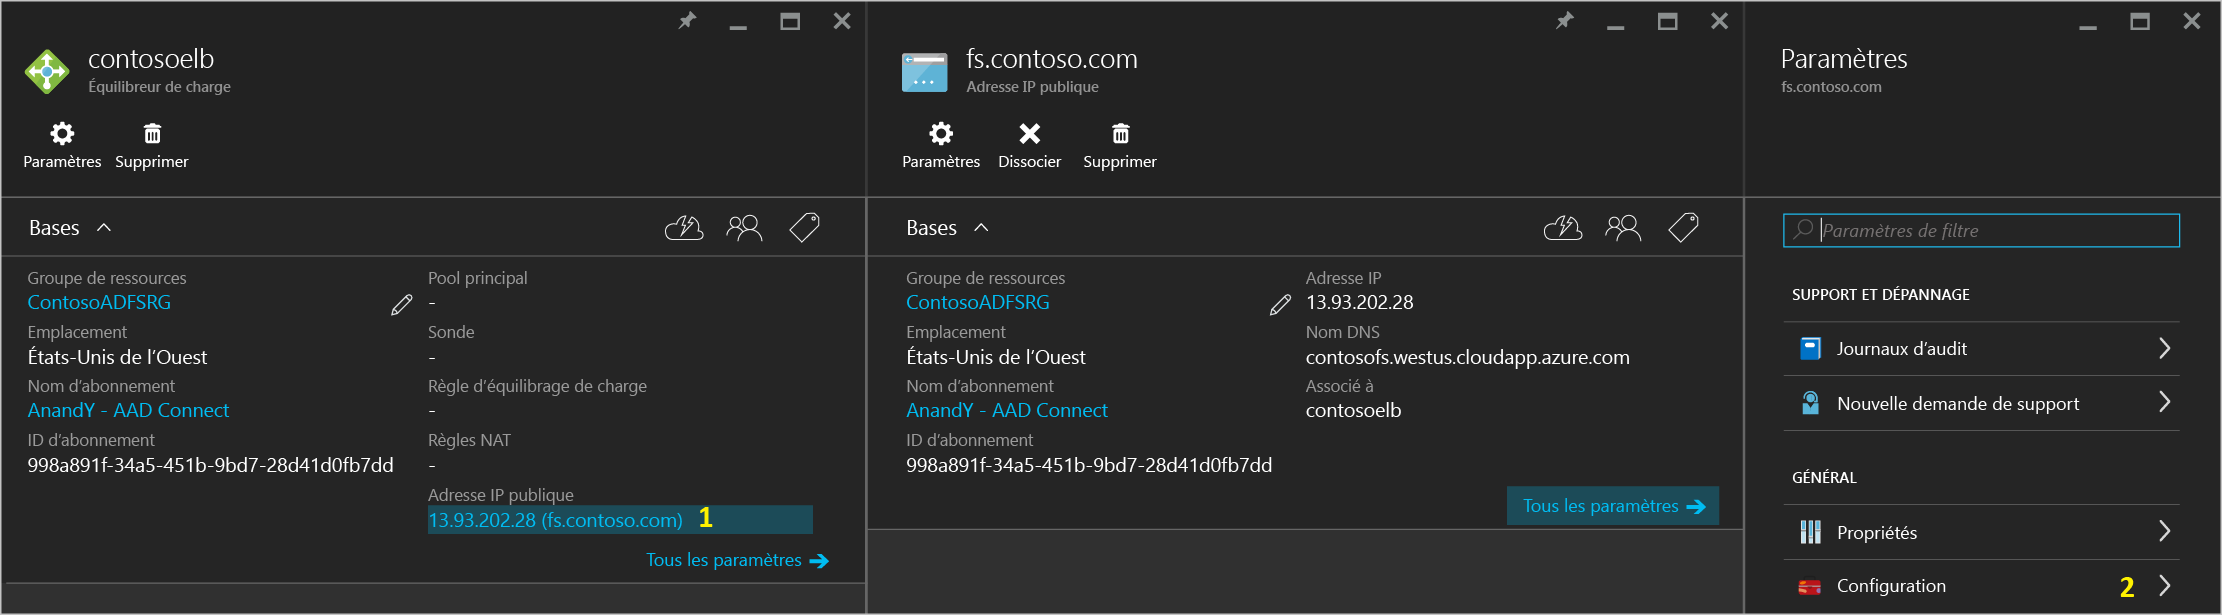 contosoelb
Équilibreur de charge
Paramètres
Supprimer
Bases
Groupe de ressources
ContosoADFSRG
Emplacement
États-Unis de l'Ouest
Nom d'abonnement
AnandY - AAD Connect
ID d'abonnement
998a891f-34a5-451b-9bd7-28d41d0fb7dd
Pool principal
-
Sonde
-
Règle d'équilibrage de charge
-
Règles NAT
-
Adresse IP publique
13.93.202.28 (fs.contoso.com) 1
Tous les paramètres
fs.contoso.com
Adresse IP publique
Paramètres
Dissocier
Supprimer
Bases
Groupe de ressources
ContosoADFSRG
Emplacement
États-Unis de l'Ouest
Nom d'abonnement
AnandY - AAD Connect
ID d'abonnement
998a891f-34a5-451b-9bd7-28d41d0fb7dd
Adresse IP
13.93.202.28
Nom DNS
contosofs.westus.cloudapp.azure.com
Associé à
contosoelb
Tous les paramètres
Paramètres
fs.contoso.com
Paramètres de filtre
SUPPORT ET DÉPANNAGE
Journaux d'audit
Nouvelle demande de support
GÉNÉRAL
Propriétés
Configuration 2